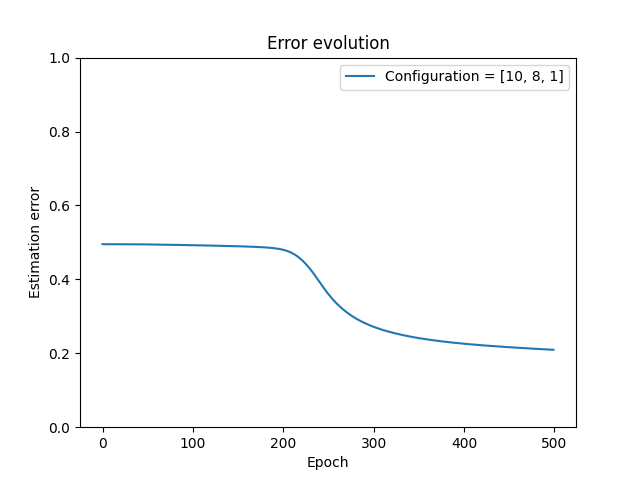 Error evolution
Configuration = [10, 8, 1]
1.0
0.8
0.6
0.4
0.2
0.0
Estimation error
0 100 200 300 400 500
Epoch